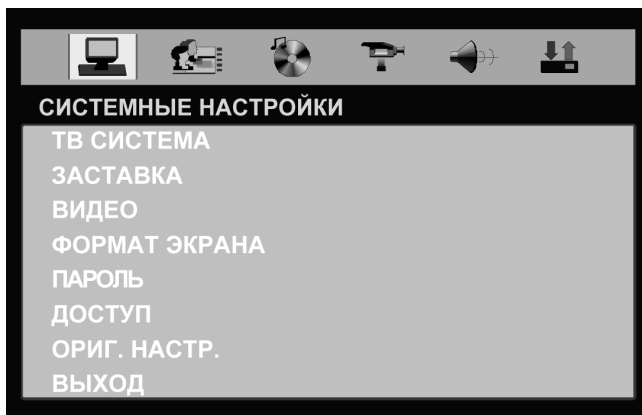 СИСТЕМНЫЕ НАСТРОЙКИ
ТВ СИСТЕМА
ЗАСТАВКА
ВИДЕО
ФОРМАТ ЭКРАНА
ПАРОЛЬ
ДОСТУП
ОРИГ. НАСТР.
ВЫХОД